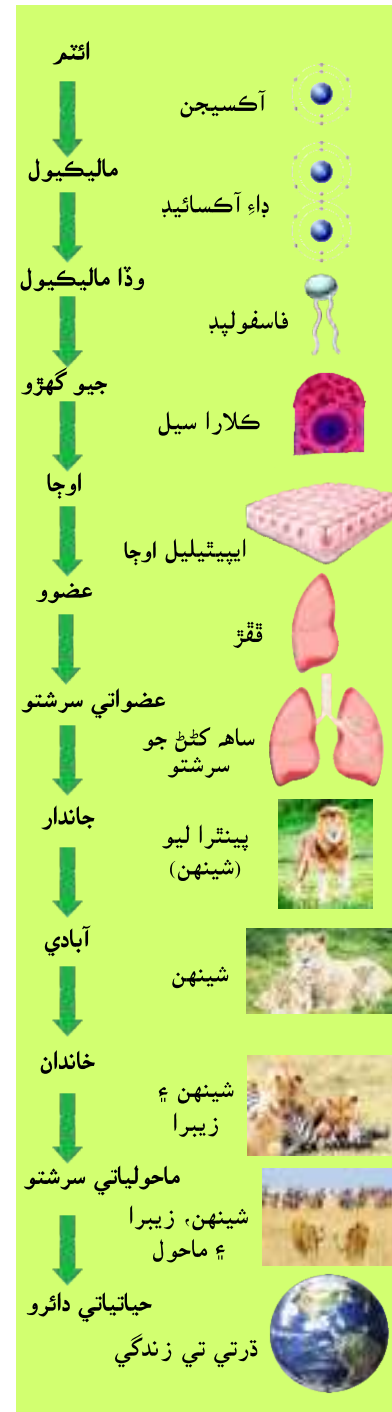 ائٽم
آڪسيجن
ماليڪيول
ڊاءِ آڪسائيڊ
وڏا ماليڪيول
فاسفولپڊ
جيو گهرڙو
ڪلارا سيل
اوڄا
ايپيٿيليل اوڄا
عضوو
ڦڦڙ
عضواتي سرشتو
ساهه کڻڻ جو
سرشتو
جاندار
پينٿرا ليو
(شينهن)
آبادي
شينهن
خاندان
شينهن ۽
زيبرا
ماحولياتي سرشتو
شينهن، زيبرا
۽ ماحول
حياتياتي دائرو
ڌرتي تي زندگي